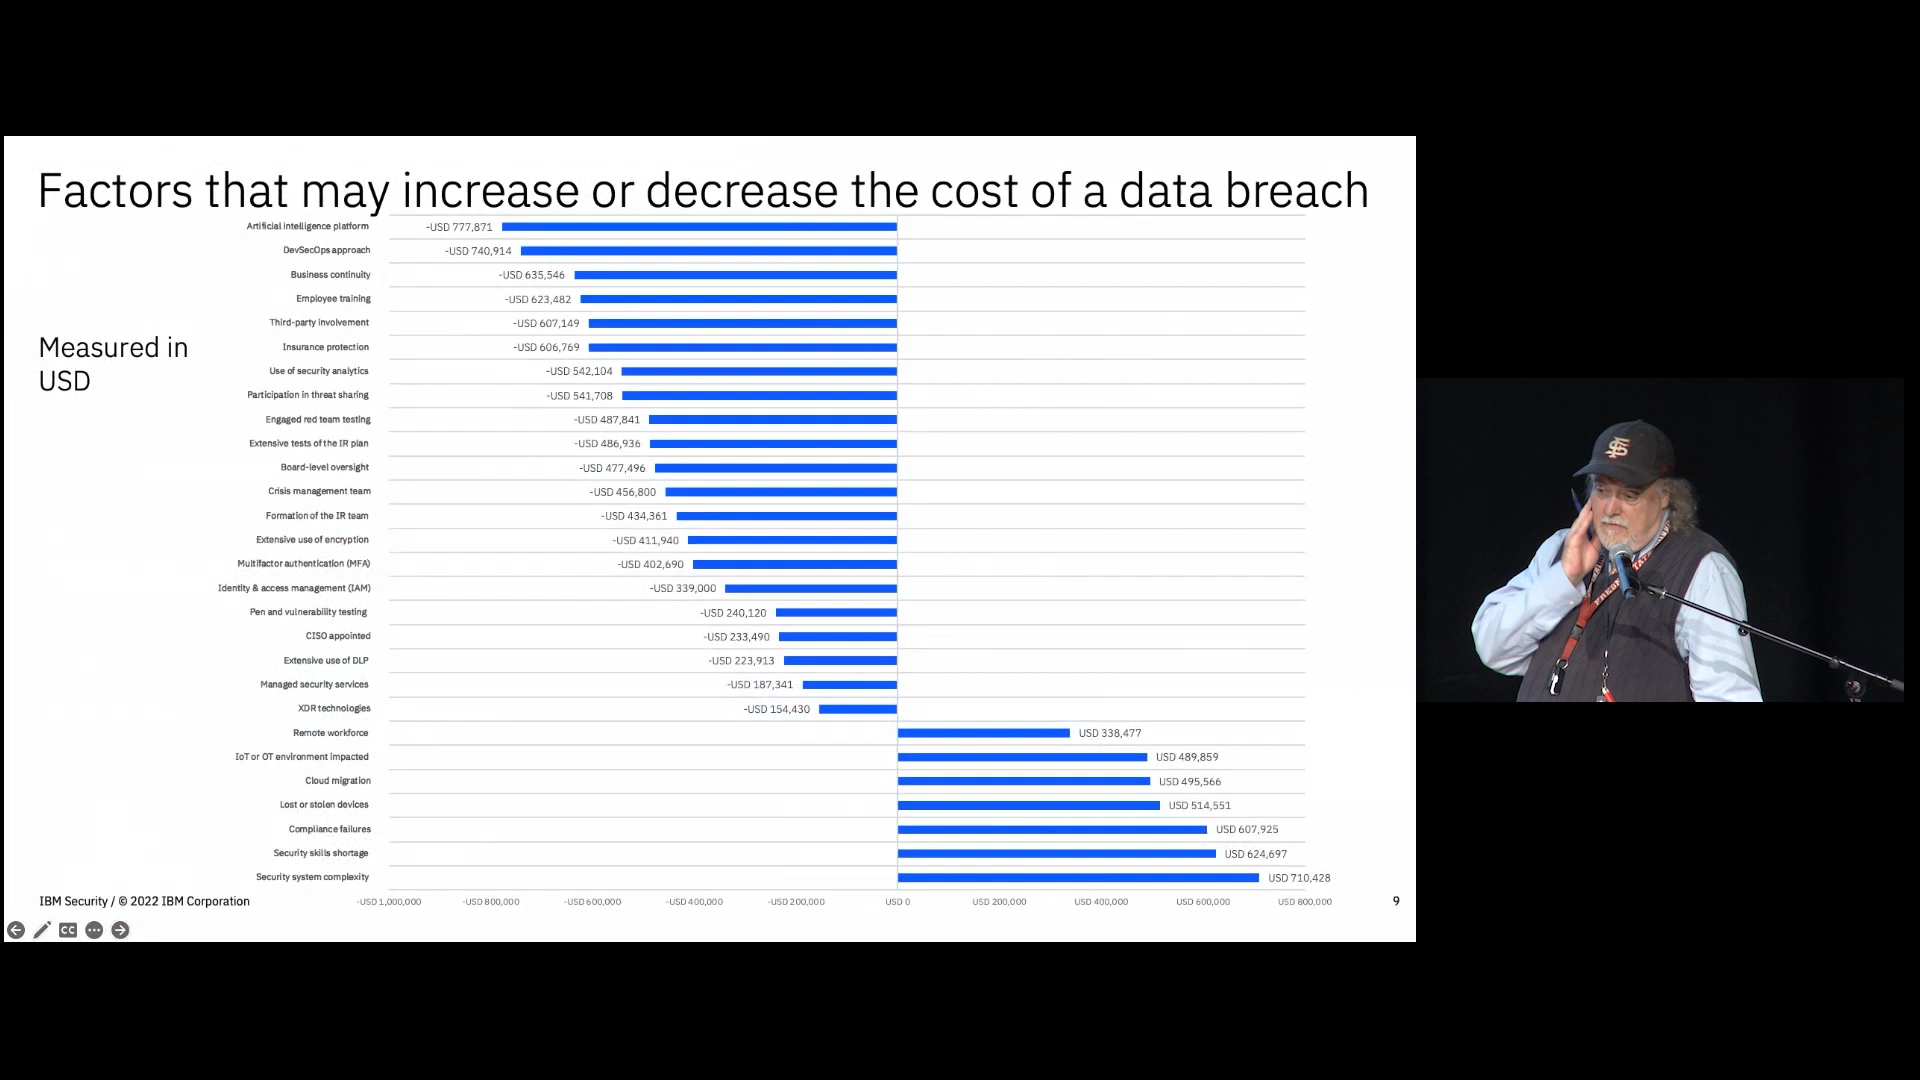 Factors that may increase or decrease the cost of a data breach
Measured in
USD
Artificial intelligence platform -USD 777,871
DevSecOps approach -USD 740,914
Business continuity -USD 635,546
Employee training -USD 623,482
Third-party involvement -USD 607,149
Insurance protection -USD 606,769
Use of security analytics -USD 542,104
Participation in threat sharing -USD 541,708
Engaged red team testing -USD 487,841
Extensive tests of the IR plan -USD 486,936
Board-level oversight -USD 477,496
Crisis management team -USD 456,800
Formation of the IR team -USD 434,361
Extensive use of encryption -USD 411,940
Multifactor authentication (MFA) -USD 402,690
Identity & access management (IAM) -USD 339,000
Pen and vulnerability testing -USD 240,120
CISO appointed -USD 233,490
Extensive use of DLP -USD 223,913
Managed security services -USD 187,341
XDR technologies -USD 154,430
Remote workforce USD 338,477
IoT or OT environment impacted USD 489,859
Cloud migration USD 495,566
Lost or stolen devices USD 514,551
Compliance failures USD 607,925
Security skills shortage USD 624,697
Security system complexity USD 710,428
-USD 1,000,000 -USD 800,000 -USD 600,000 -USD 400,000 -USD 200,000 USD 0 USD 200,000 USD 400,000 USD 600,000 USD 800,000
IBM Security / © 2022 IBM Corporation
9
CC